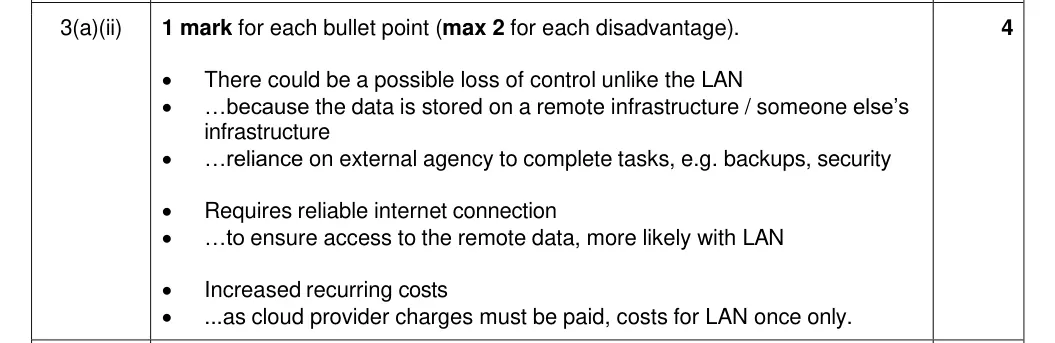 3(a)(ii) 1 mark for each bullet point (max 2 for each disadvantage). 4
• There could be a possible loss of control unlike the LAN
• …because the data is stored on a remote infrastructure / someone else's
infrastructure
• …reliance on external agency to complete tasks, e.g. backups, security
• Requires reliable internet connection
• …to ensure access to the remote data, more likely with LAN
• Increased recurring costs
• ...as cloud provider charges must be paid, costs for LAN once only.